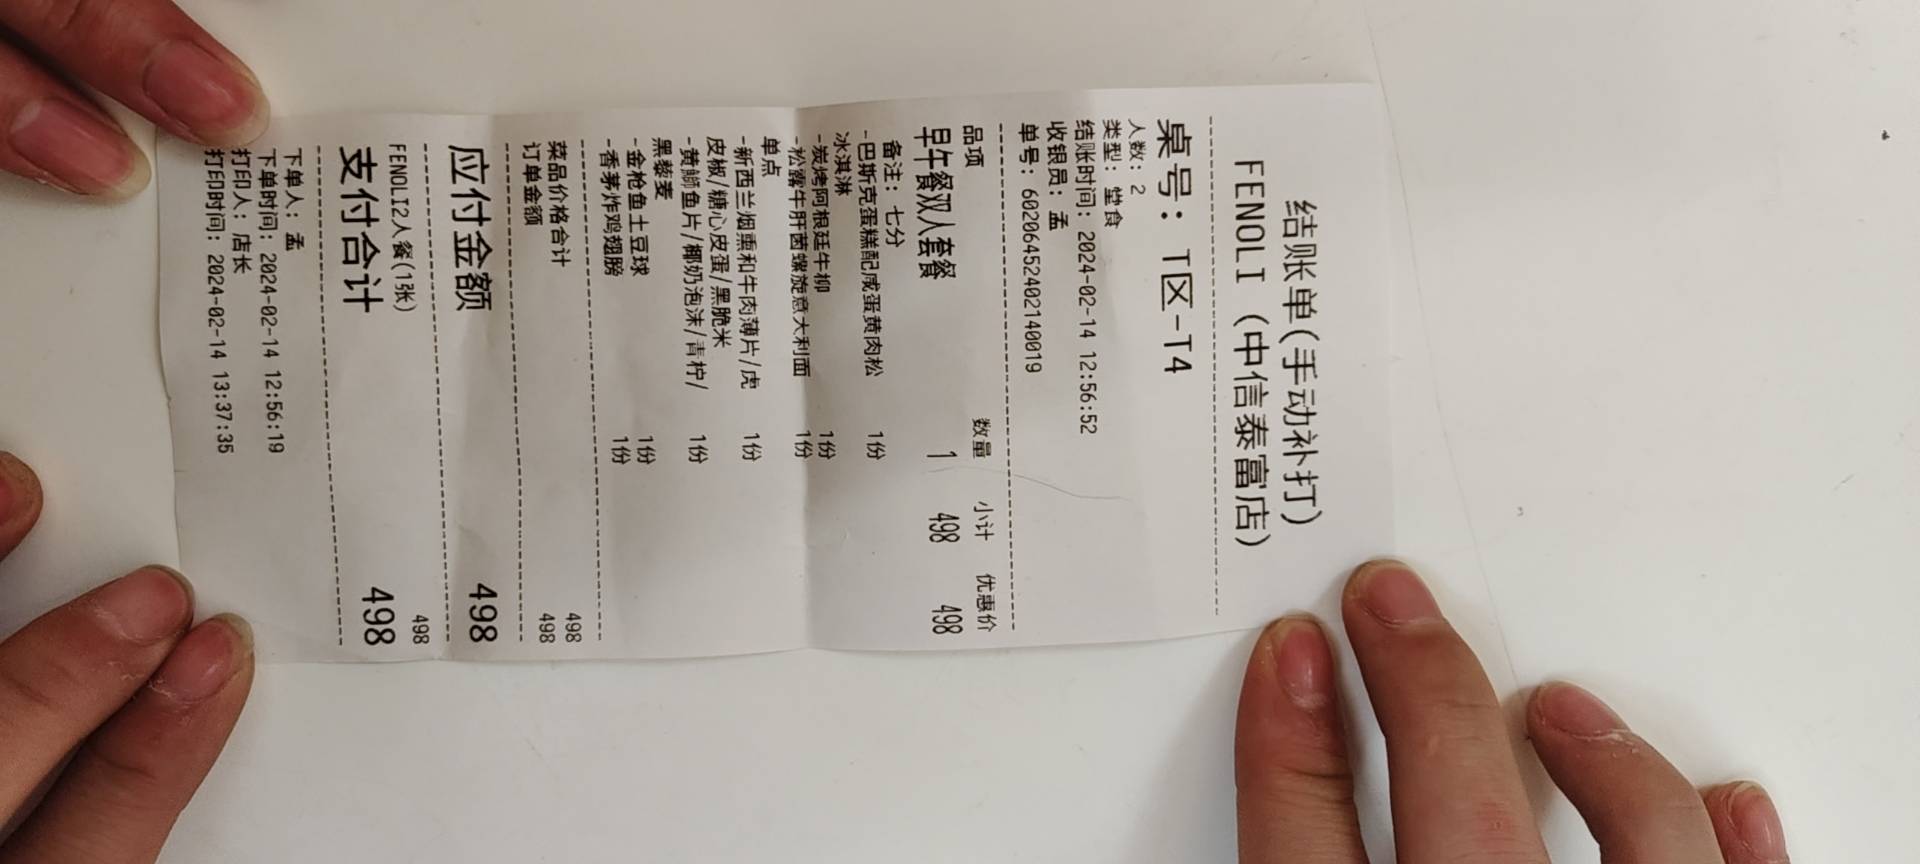 结账单(手动补打)
FENOLI (中信泰富店)
桌号: T区-T4
人数: 2
类型: 堂食
结账时间: 2024-02-14 12:56:52
收银员: 孟
单号: 60206452402140019
品项 数量 小计 优惠价
早午餐双人套餐 1 498 498
备注: 七分
-巴斯克蛋糕配咸蛋黄肉松 1份
冰淇淋
-炭烤阿根廷牛柳 1份
-松露牛肝菌螺旋意大利面 1份
单点
-新西兰烟熏和牛肉薄片/虎 1份
皮椒/糖心皮蛋/黑脆米
-黄鰤鱼片/椰奶泡沫/青柠/ 1份
黑藜麦
-金枪鱼土豆球 1份
-香茅炸鸡翅膀 1份
菜品价格合计 498
订单金额 498
应付金额 498
FENOLI2人餐(1张) 498
支付合计 498
下单人: 孟
下单时间: 2024-02-14 12:56:19
打印人: 店长
打印时间: 2024-02-14 13:37:35